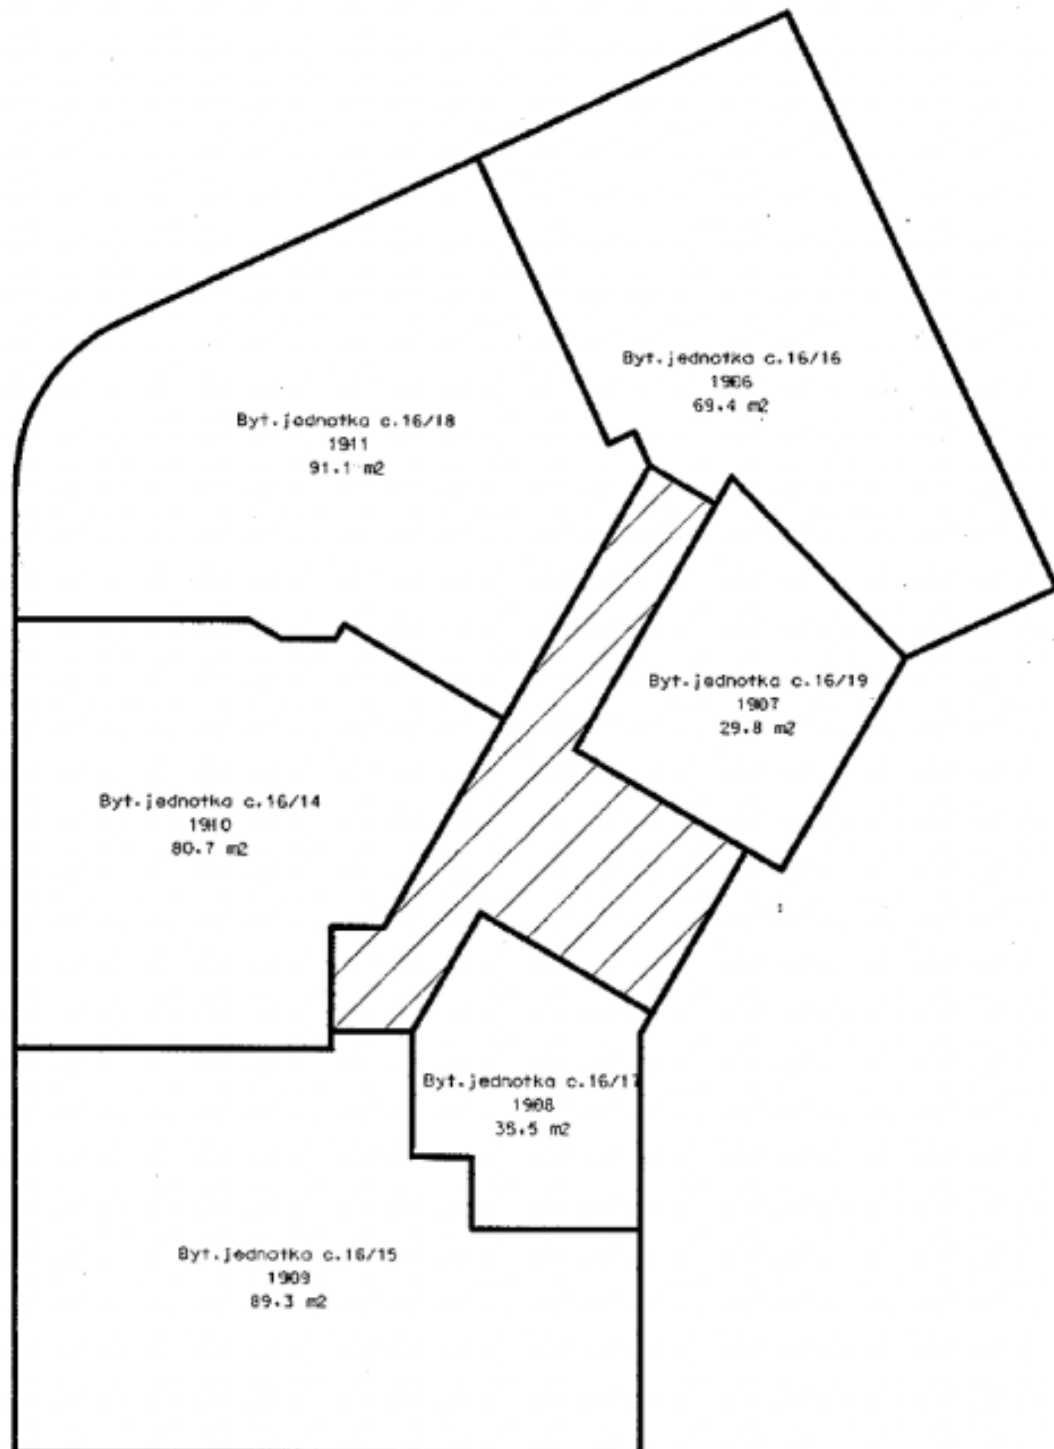 Byt.jednotka c.16/16
1906
69.4 m2
Byt.jednotka c.16/18
1911
91.1 m2
Byt.jednotka c.16/19
1907
29.8 m2
Byt.jednotka c.16/14
1910
80.7 m2
Byt.jednotka c.16/17
1908
35.5 m2
Byt.jednotka c.16/15
1909
89.3 m2